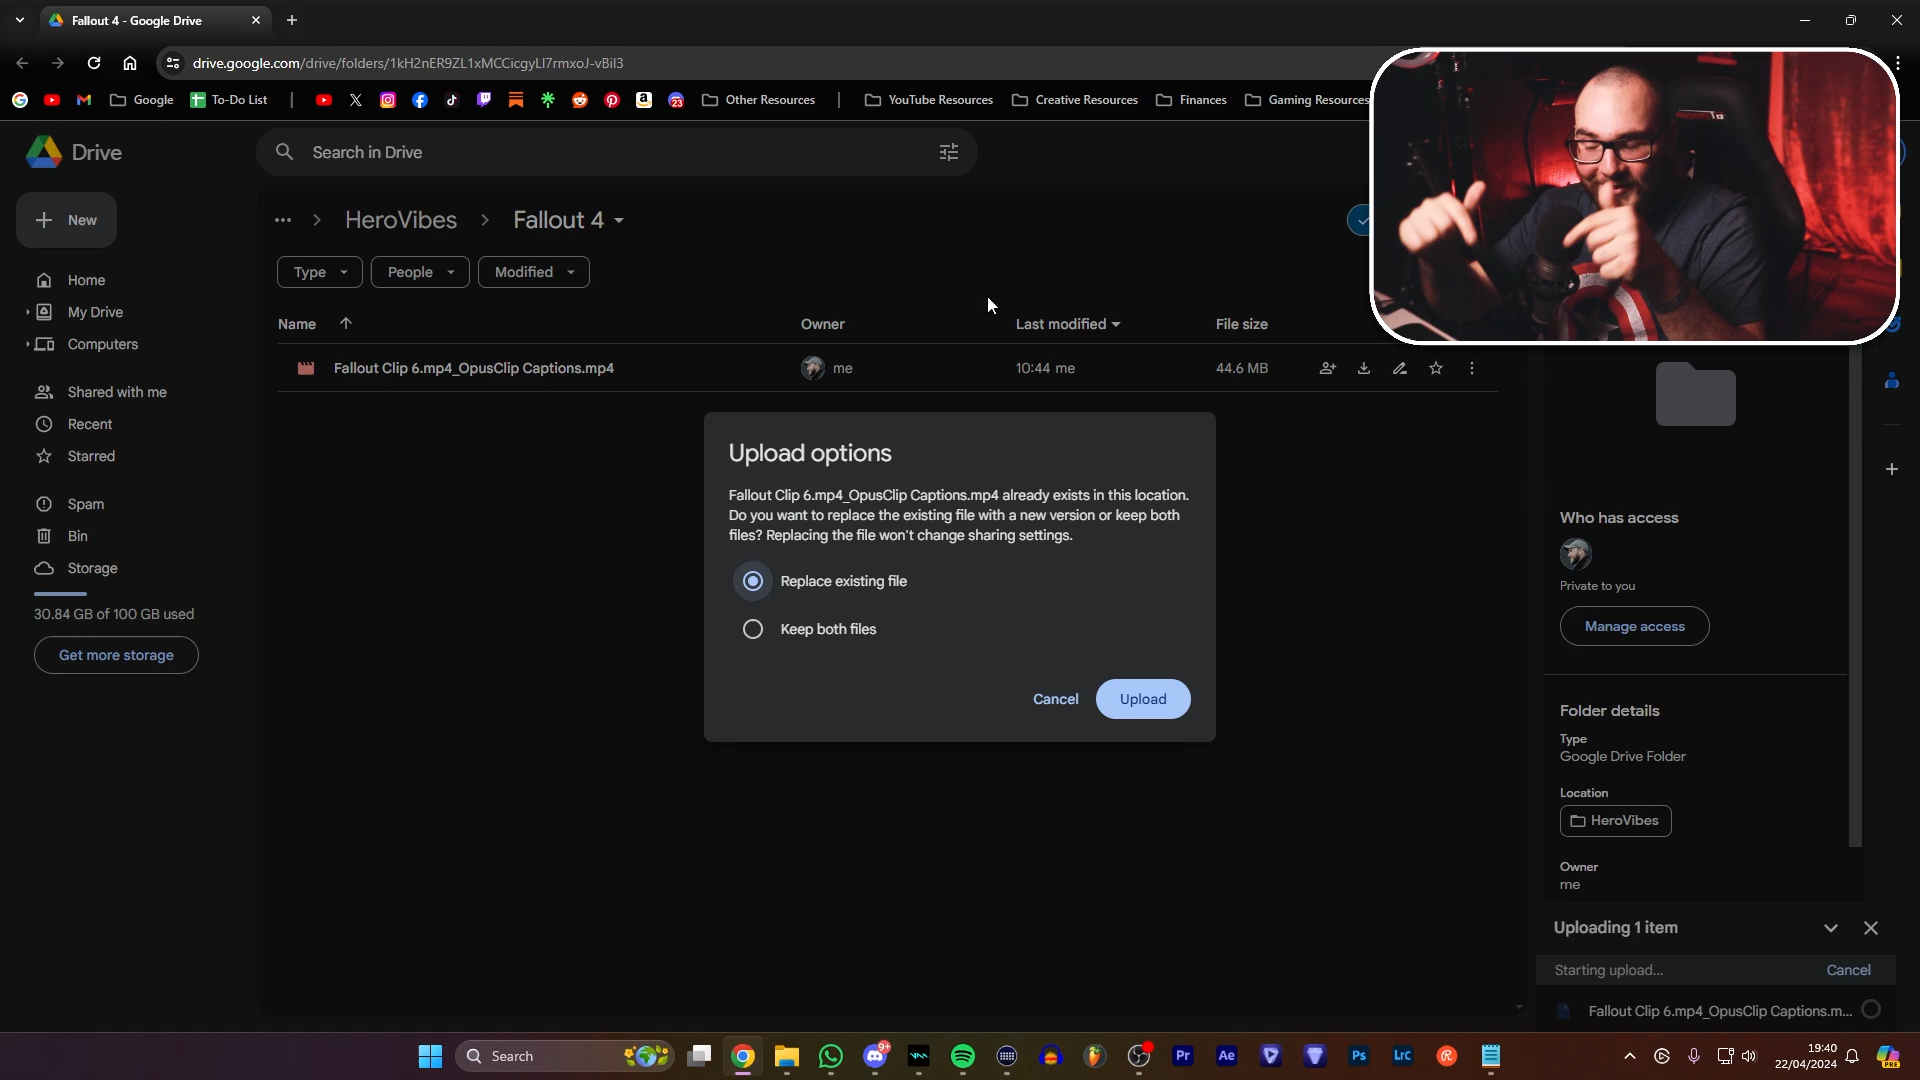 Fallout 4 - Google Drive
drive.google.com/drive/folders/1kH2nER9ZL1xMCCicgyLI7rmxoJ-vBil3
Google
To-Do List
23
Other Resources
YouTube Resources
Creative Resources
Finances
Gaming Resources
Drive
Search in Drive
New
HeroVibes
Fallout 4
Type
People
Modified
Home
My Drive
Computers
Shared with me
Recent
Starred
Spam
Bin
Storage
30.84 GB of 100 GB used
Get more storage
Name
Owner
Last modified
File size
Fallout Clip 6.mp4_OpusClip Captions.mp4
me
10:44 me
44.6 MB
Upload options
Fallout Clip 6.mp4_OpusClip Captions.mp4 already exists in this location.
Do you want to replace the existing file with a new version or keep both
files? Replacing the file won't change sharing settings.
Replace existing file
Keep both files
Cancel
Upload
Who has access
Private to you
Manage access
Folder details
Type
Google Drive Folder
Location
HeroVibes
Owner
me
Uploading 1 item
Starting upload...
Cancel
Fallout Clip 6.mp4_OpusClip Captions.m...
Search
9+
Pr
Ae
Ps
LrC
19:40
22/04/2024
PRE